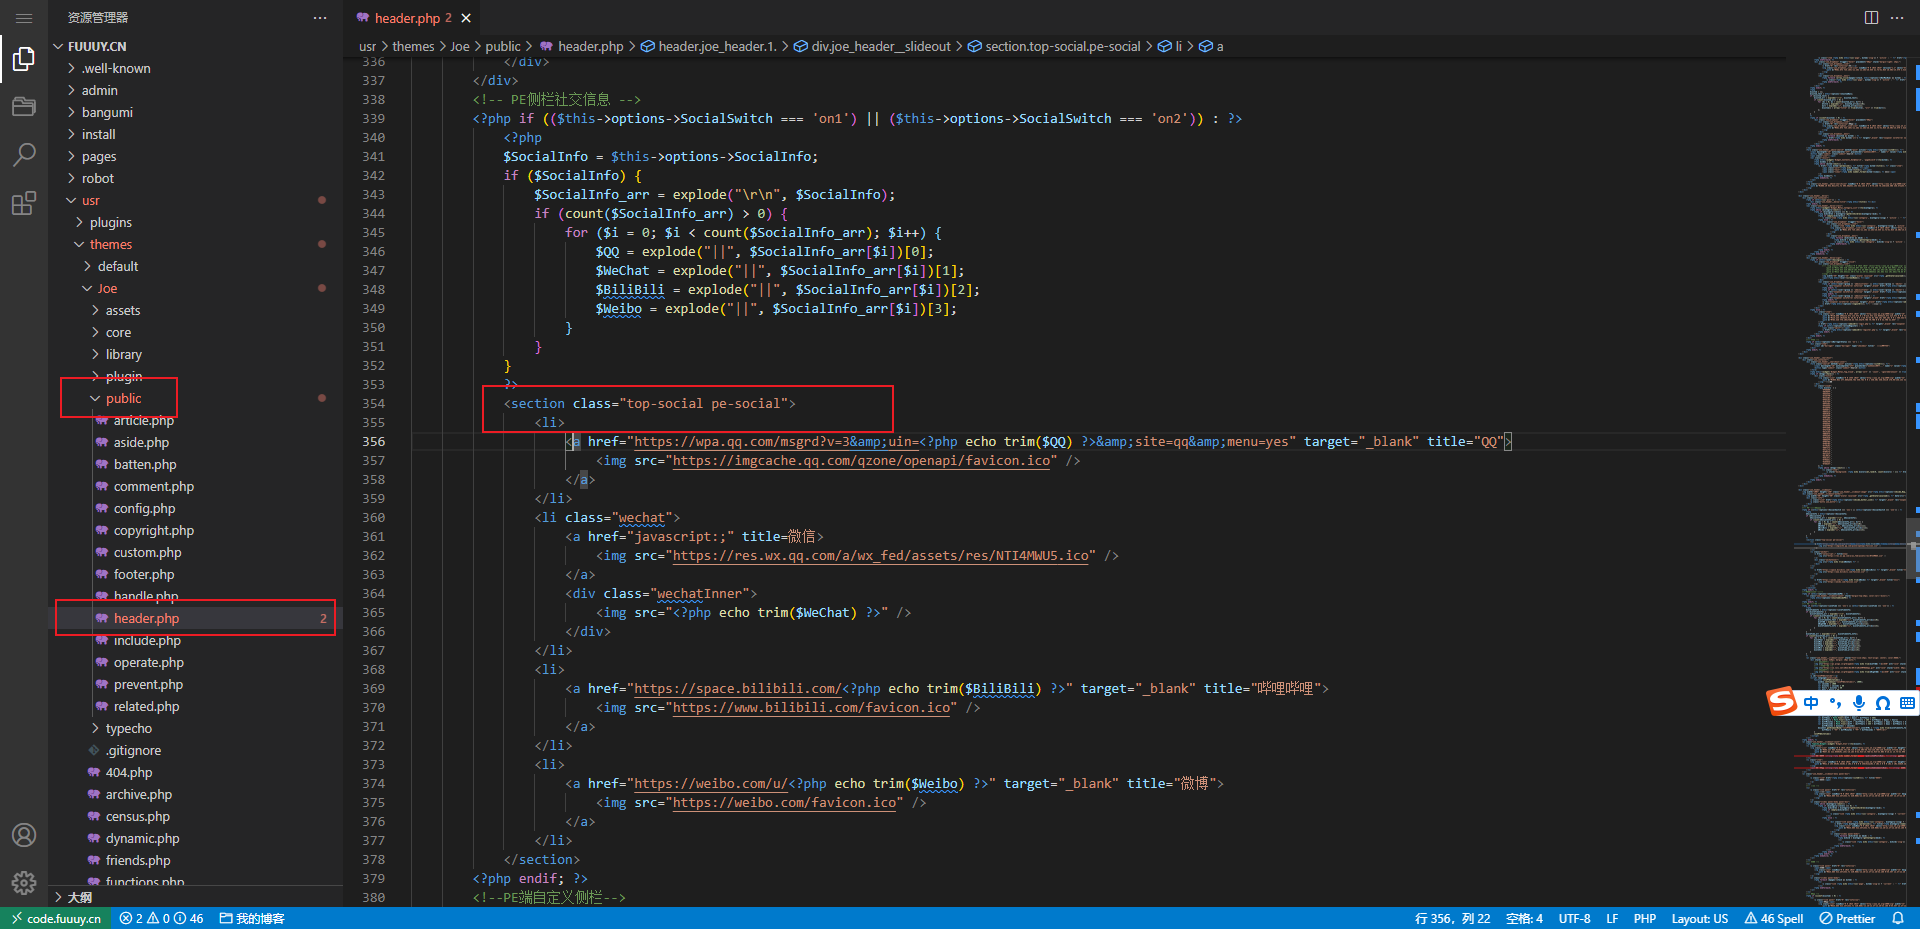 资源管理器
FUUUY.CN
.well-known
admin
bangumi
install
pages
robot
usr
plugins
themes
default
Joe
assets
core
library
plugin
public
article.php
aside.php
batten.php
comment.php
config.php
copyright.php
custom.php
footer.php
handle.php
header.php 2
include.php
operate.php
prevent.php
related.php
typecho
.gitignore
404.php
archive.php
census.php
dynamic.php
friends.php
functions.php
大纲
header.php 2
usr > themes > Joe > public > header.php > header.joe_header.1. > div.joe_header__slideout > section.top-social.pe-social > li > a
336 </div>
337 </div>
338 <!-- PE侧栏社交信息 -->
339 <?php if (($this->options->SocialSwitch === 'on1') || ($this->options->SocialSwitch === 'on2')) : ?>
340 <?php
341 $SocialInfo = $this->options->SocialInfo;
342 if ($SocialInfo) {
343 $SocialInfo_arr = explode("\r\n", $SocialInfo);
344 if (count($SocialInfo_arr) > 0) {
345 for ($i = 0; $i < count($SocialInfo_arr); $i++) {
346 $QQ = explode("||", $SocialInfo_arr[$i])[0];
347 $WeChat = explode("||", $SocialInfo_arr[$i])[1];
348 $BiliBili = explode("||", $SocialInfo_arr[$i])[2];
349 $Weibo = explode("||", $SocialInfo_arr[$i])[3];
350 }
351 }
352 }
353 ?>
354 <section class="top-social pe-social">
355 <li>
356 <a href="https://wpa.qq.com/msgrd?v=3&amp;uin=<?php echo trim($QQ) ?>&amp;site=qq&amp;menu=yes" target="_blank" title="QQ">
357 <img src="https://imgcache.qq.com/qzone/openapi/favicon.ico" />
358 </a>
359 </li>
360 <li class="wechat">
361 <a href="javascript:;" title=微信>
362 <img src="https://res.wx.qq.com/a/wx_fed/assets/res/NTI4MWU5.ico" />
363 </a>
364 <div class="wechatInner">
365 <img src="<?php echo trim($WeChat) ?>" />
366 </div>
367 </li>
368 <li>
369 <a href="https://space.bilibili.com/<?php echo trim($BiliBili) ?>" target="_blank" title="哔哩哔哩">
370 <img src="https://www.bilibili.com/favicon.ico" />
371 </a>
372 </li>
373 <li>
374 <a href="https://weibo.com/u/<?php echo trim($Weibo) ?>" target="_blank" title="微博">
375 <img src="https://weibo.com/favicon.ico" />
376 </a>
377 </li>
378 </section>
379 <?php endif; ?>
380 <!--PE端自定义侧栏-->
中
code.fuuuy.cn 2 0 46 我的博客 行 356，列 22 空格: 4 UTF-8 LF PHP Layout: US 46 Spell Prettier